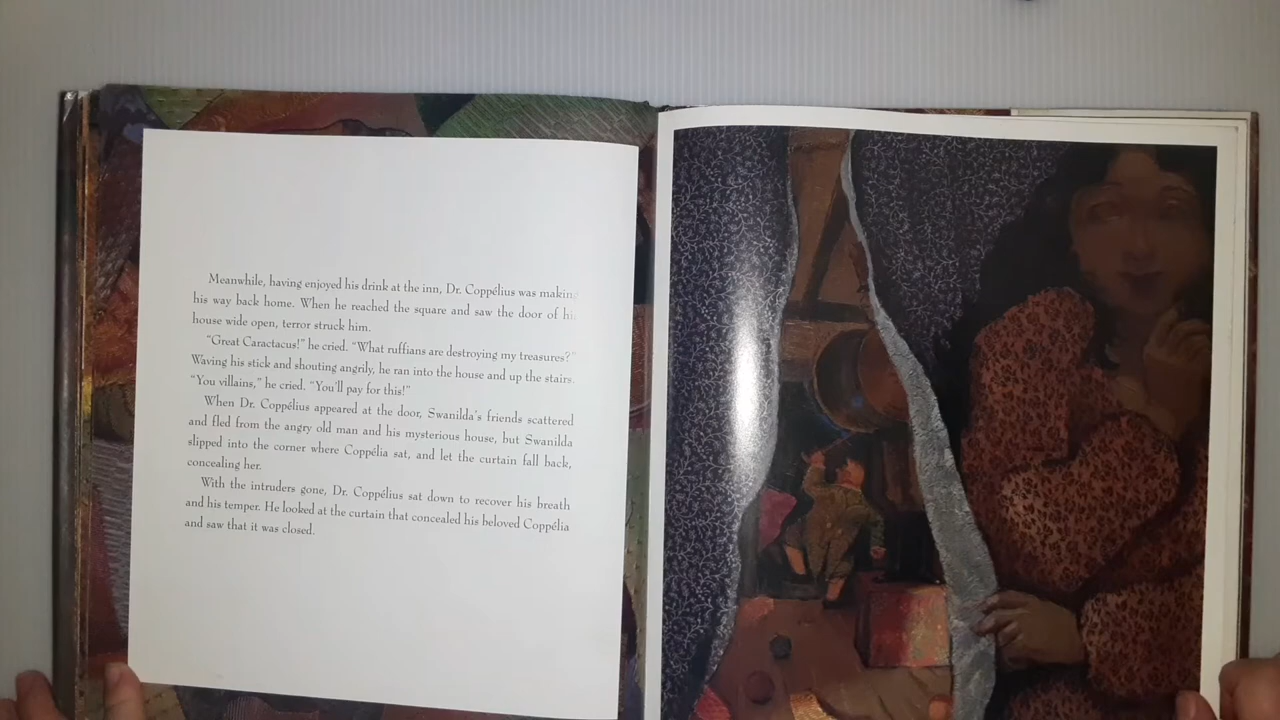 Meanwhile, having enjoyed his drink at the inn, Dr. Coppélius was making
his way back home. When he reached the square and saw the door of his
house wide open, terror struck him.
“Great Caractacus!” he cried. “What ruffians are destroying my treasures?”
Waving his stick and shouting angrily, he ran into the house and up the stairs.
“You villains,” he cried. “You'll pay for this!”
When Dr. Coppélius appeared at the door, Swanilda's friends scattered
and fled from the angry old man and his mysterious house, but Swanilda
slipped into the corner where Coppélia sat, and let the curtain fall back,
concealing her.
With the intruders gone, Dr. Coppélius sat down to recover his breath
and his temper. He looked at the curtain that concealed his beloved Coppélia
and saw that it was closed.